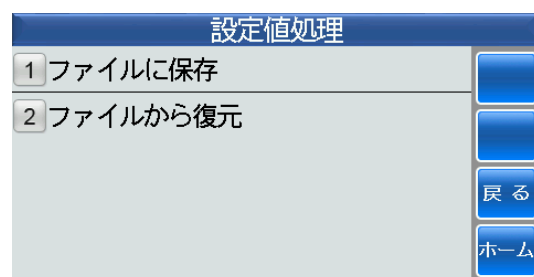 設定値処理
1 ファイルに保存
2 ファイルから復元
戻る
ホーム